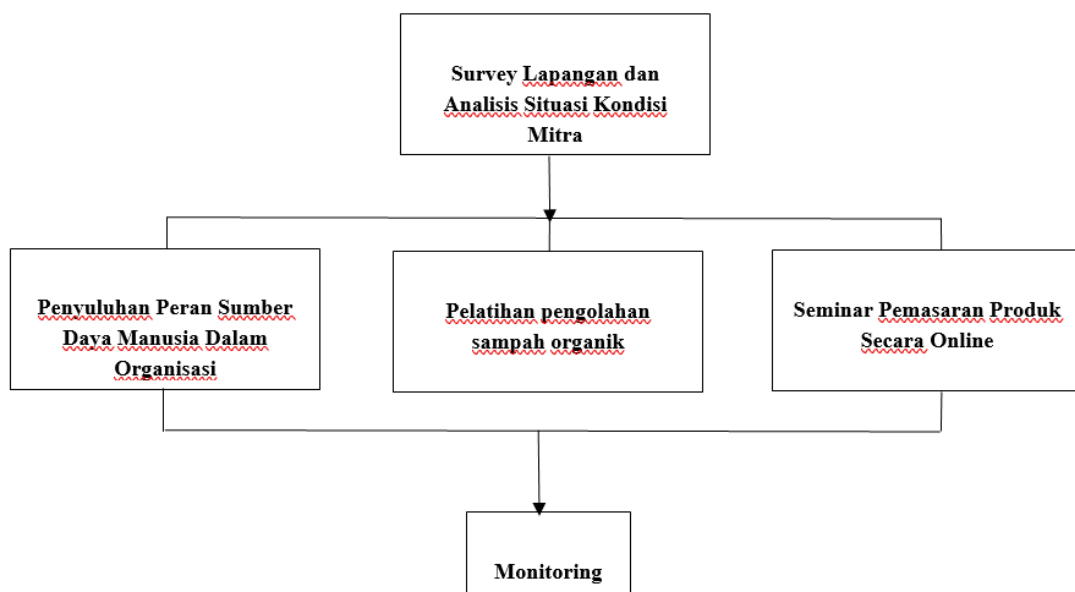 Survey Lapangan dan
Analisis Situasi Kondisi
Mitra
Penyuluhan Peran Sumber
Daya Manusia Dalam
Organisasi
Pelatihan pengolahan
sampah organik
Seminar Pemasaran Produk
Secara Online
Monitoring